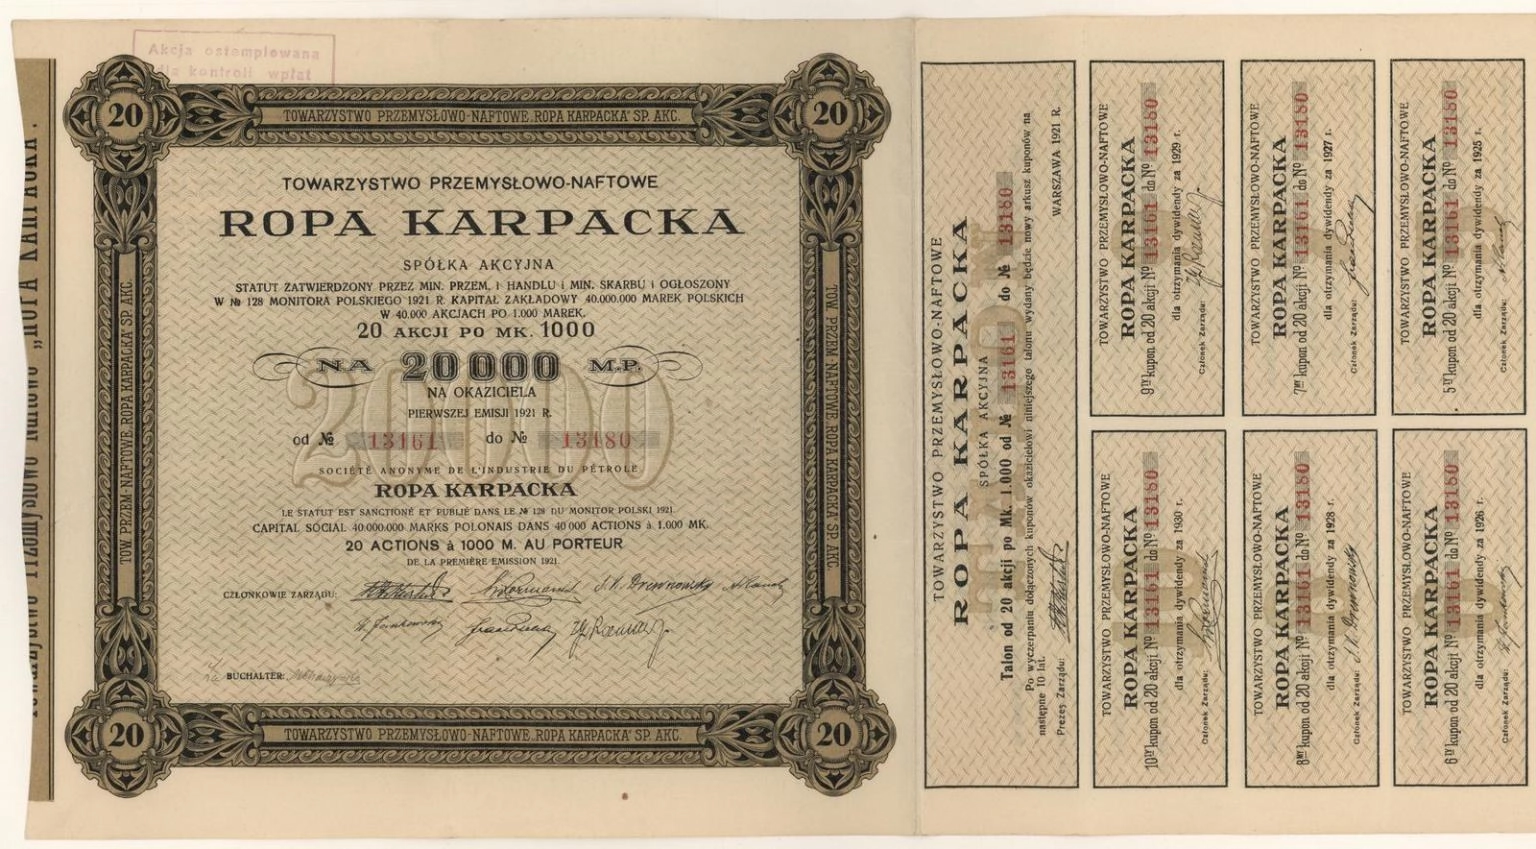 Akcja ostemplowana
dla kontroli wpłat
20
TOWARZYSTWO PRZEMYSŁOWO-NAFTOWE „ROPA KARPACKA" SP. AKC.
20
TOWARZYSTWO PRZEMYSŁOWO-NAFTOWE
ROPA KARPACKA
SPÓŁKA AKCYJNA
STATUT ZATWIERDZONY PRZEZ MIN. PRZEM. I HANDLU I MIN. SKARBU I OGŁOSZONY
W № 128 MONITORA POLSKIEGO 1921 R. KAPITAŁ ZAKŁADOWY 40.000.000 MAREK POLSKICH
W 40.000 AKCJACH PO 1.000 MAREK.
20 AKCJI PO MK. 1000
NA 20000 M.P.
20000
NA OKAZICIELA
PIERWSZEJ EMISJI 1921 R.
od № 13161 do № 13180
SOCIÉTÉ ANONYME DE L'INDUSTRIE DU PÉTROLE
ROPA KARPACKA
LE STATUT EST SANCTIONÉ ET PUBLIÉ DANS LE № 128 DU MONITOR POLSKI 1921.
CAPITAL SOCIAL 40.000.000 MARKS POLONAIS DANS 40 000 ACTIONS à 1.000 MK.
20 ACTIONS à 1000 M. AU PORTEUR
DE LA PREMIÈRE EMISSION 1921.
CZŁONKOWIE ZARZĄDU:
BUCHALTER:
TOW. PRZEM.-NAFTOWE „ROPA KARPACKA" SP. AKC.
TOW. PRZEM.-NAFTOWE „ROPA KARPACKA" SP. AKC.
20
TOWARZYSTWO PRZEMYSŁOWO-NAFTOWE „ROPA KARPACKA" SP. AKC.
20
Towarzystwo Przemysłowo Naftowo „ROPA KARPACKA".
TOWARZYSTWO PRZEMYSŁOWO-NAFTOWE
ROPA KARPACKA
SPÓŁKA AKCYJNA
Talon od 20 akcji po Mk. 1.000 od № 13161 do № 13180
Po wyczerpaniu dołączonych kuponów okazicielowi niniejszego talonu wydany będzie nowy arkusz kuponów na
następne 10 lat.
WARSZAWA 1921 R.
Prezes Zarządu:
TOWARZYSTWO PRZEMYSŁOWO-NAFTOWE
ROPA KARPACKA
9ty kupon od 20 akcji № 13161 do № 13180
dla otrzymania dywidendy za 1929 r.
Członek Zarządu:
TOWARZYSTWO PRZEMYSŁOWO-NAFTOWE
ROPA KARPACKA
7my kupon od 20 akcji № 13161 do № 13180
dla otrzymania dywidendy za 1927 r.
Członek Zarządu:
TOWARZYSTWO PRZEMYSŁOWO-NAFTOWE
ROPA KARPACKA
5ty kupon od 20 akcji № 13161 do № 13180
dla otrzymania dywidendy za 1925 r.
Członek Zarządu:
TOWARZYSTWO PRZEMYSŁOWO-NAFTOWE
ROPA KARPACKA
10ty kupon od 20 akcji № 13161 do № 13180
dla otrzymania dywidendy za 1930 r.
Członek Zarządu:
TOWARZYSTWO PRZEMYSŁOWO-NAFTOWE
ROPA KARPACKA
8my kupon od 20 akcji № 13161 do № 13180
dla otrzymania dywidendy za 1928 r.
Członek Zarządu:
TOWARZYSTWO PRZEMYSŁOWO-NAFTOWE
ROPA KARPACKA
6ty kupon od 20 akcji № 13161 do № 13180
dla otrzymania dywidendy za 1926 r.
Członek Zarządu: